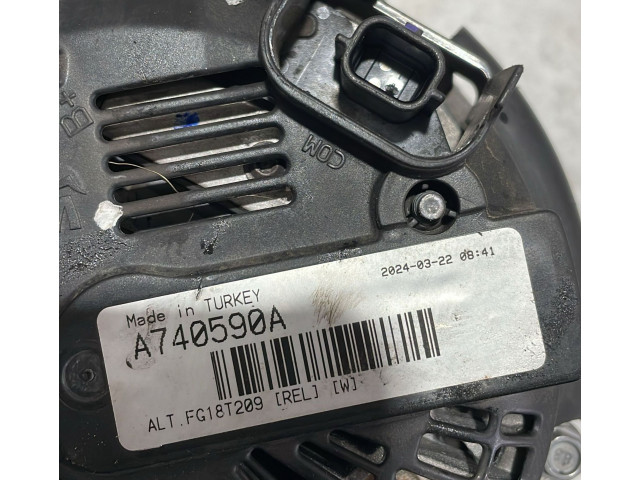 B+
COM
2024-03-22 08:41
Made in TURKEY
A740590A
ALT.FG18T209 [REL] [W]